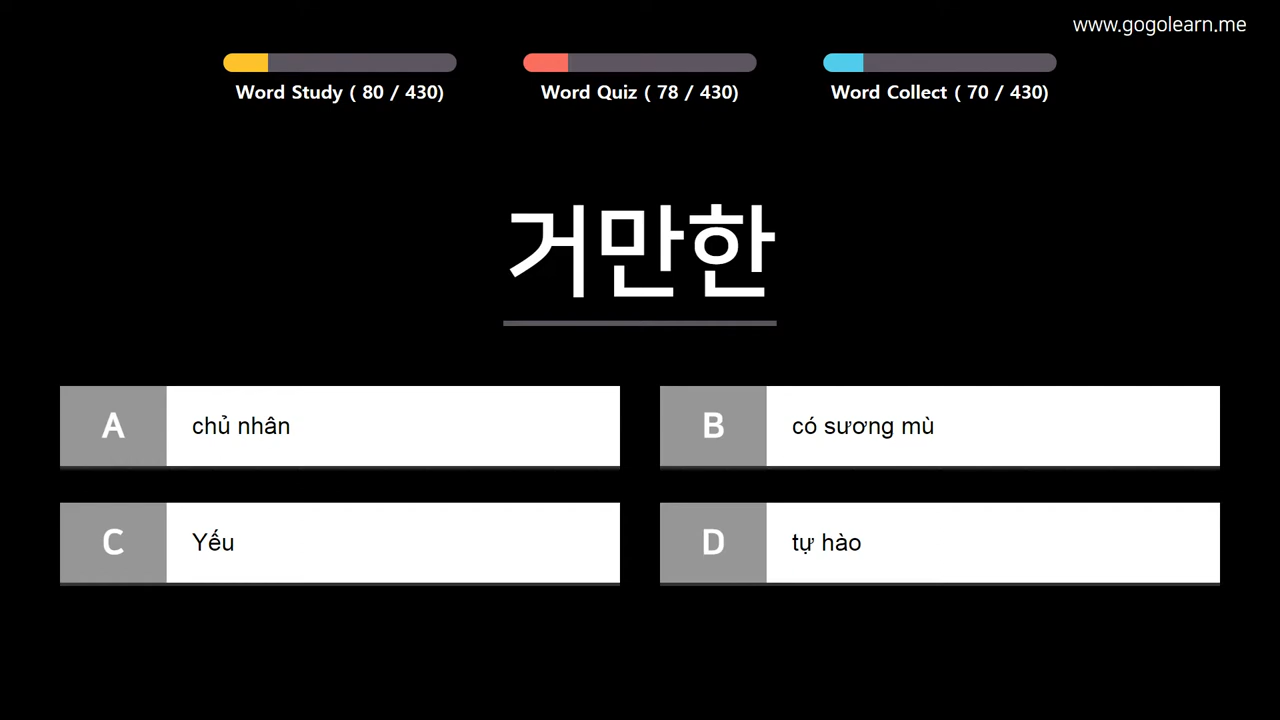 www.gogolearn.me
Word Study ( 80 / 430)
Word Quiz ( 78 / 430)
Word Collect ( 70 / 430)
거만한
A chủ nhân
B có sương mù
C Yếu
D tự hào